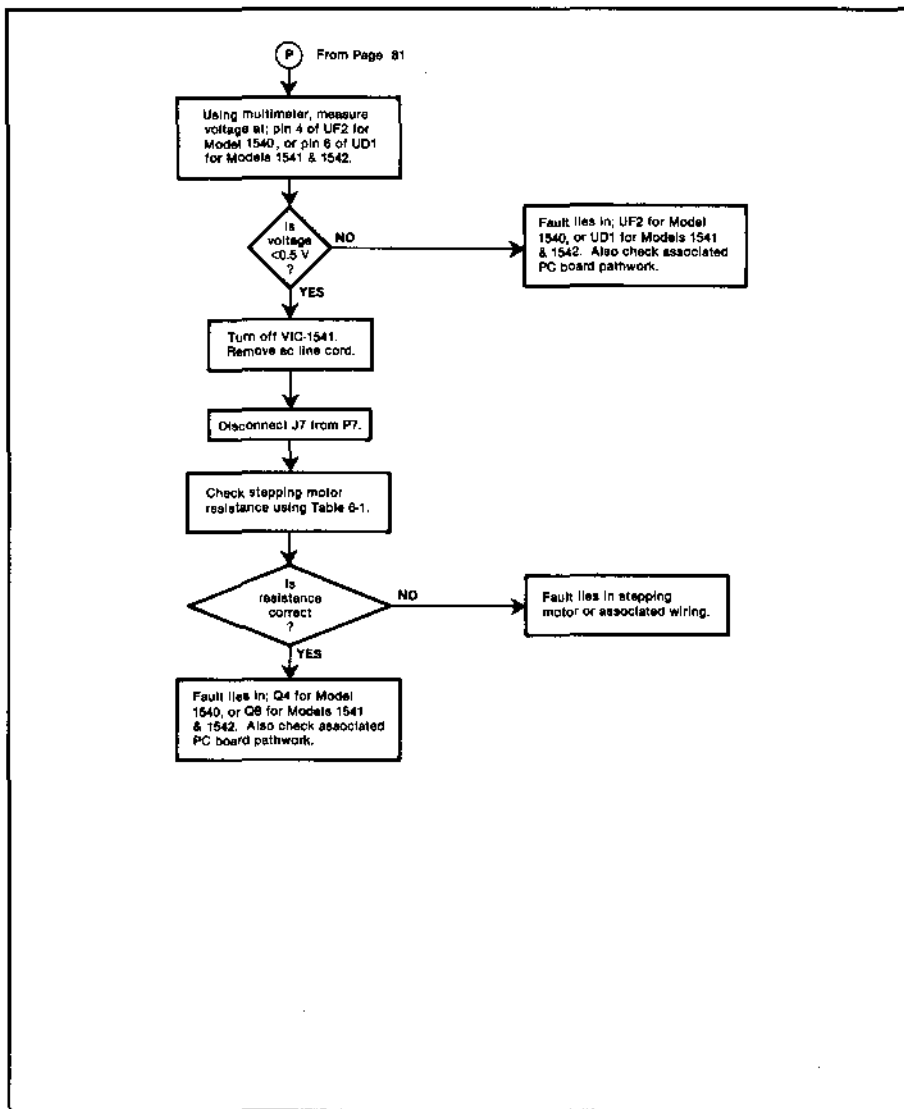 P From Page 81
Using multimeter, measure
voltage at; pin 4 of UF2 for
Model 1540, or pin 6 of UD1
for Models 1541 & 1542.
Is
voltage
<0.5 V
?
NO
Fault lies in; UF2 for Model
1540, or UD1 for Models 1541
& 1542. Also check associated
PC board pathwork.
YES
Turn off VIC-1541.
Remove ac line cord.
Disconnect J7 from P7.
Check stepping motor
resistance using Table 6-1.
Is
resistance
correct
?
NO
Fault lies in stepping
motor or associated wiring.
YES
Fault lies in; Q4 for Model
1540, or Q8 for Models 1541
& 1542. Also check associated
PC board pathwork.